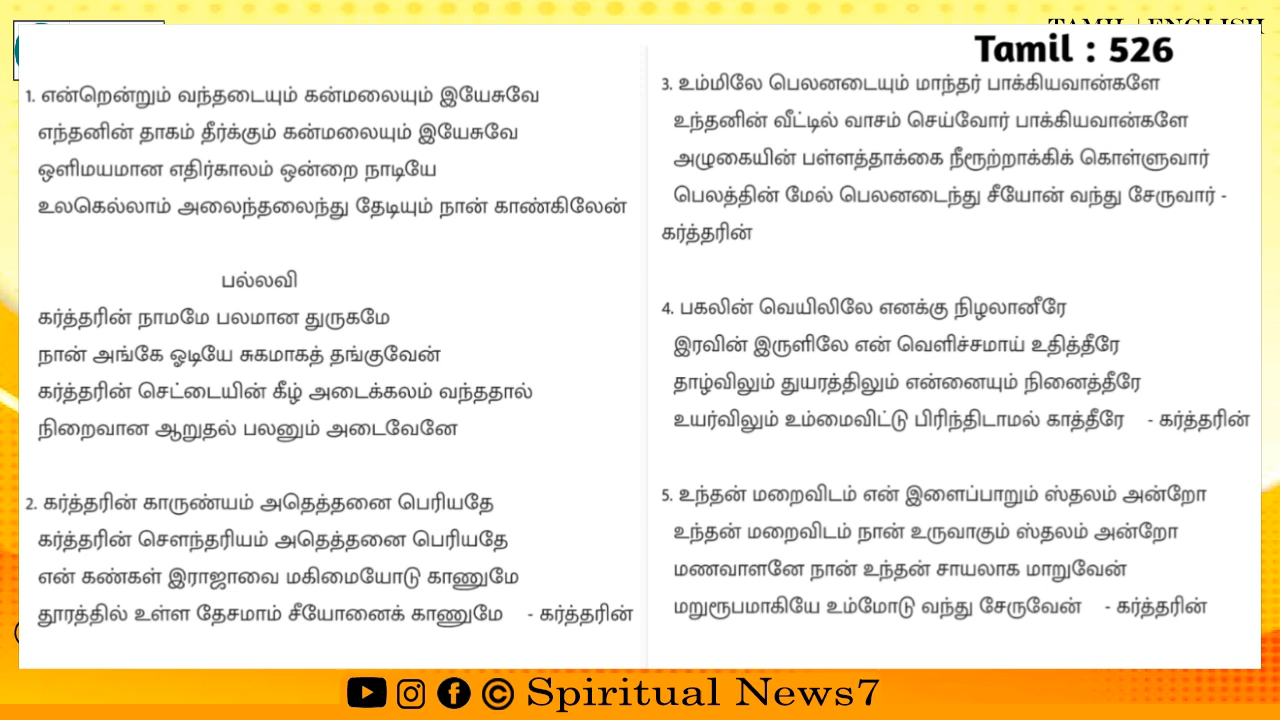 TAMIL | ENGLISH
Tamil : 526
1. என்றென்றும் வந்தடையும் கன்மலையும் இயேசுவே
எந்தனின் தாகம் தீர்க்கும் கன்மலையும் இயேசுவே
ஒளிமயமான எதிர்காலம் ஒன்றை நாடியே
உலகெல்லாம் அலைந்தலைந்து தேடியும் நான் காண்கிலேன்
பல்லவி
கர்த்தரின் நாமமே பலமான துருகமே
நான் அங்கே ஓடியே சுகமாகத் தங்குவேன்
கர்த்தரின் செட்டையின் கீழ் அடைக்கலம் வந்ததால்
நிறைவான ஆறுதல் பலனும் அடைவேனே
2. கர்த்தரின் காருண்யம் அதெத்தனை பெரியதே
கர்த்தரின் சௌந்தரியம் அதெத்தனை பெரியதே
என் கண்கள் இராஜாவை மகிமையோடு காணுமே
தூரத்தில் உள்ள தேசமாம் சீயோனைக் காணுமே - கர்த்தரின்
3. உம்மிலே பெலனடையும் மாந்தர் பாக்கியவான்களே
உந்தனின் வீட்டில் வாசம் செய்வோர் பாக்கியவான்களே
அழுகையின் பள்ளத்தாக்கை நீரூற்றாக்கிக் கொள்ளுவார்
பெலத்தின் மேல் பெலனடைந்து சீயோன் வந்து சேருவார் -
கர்த்தரின்
4. பகலின் வெயிலிலே எனக்கு நிழலானீரே
இரவின் இருளிலே என் வெளிச்சமாய் உதித்தீரே
தாழ்விலும் துயரத்திலும் என்னையும் நினைத்தீரே
உயர்விலும் உம்மைவிட்டு பிரிந்திடாமல் காத்தீரே - கர்த்தரின்
5. உந்தன் மறைவிடம் என் இளைப்பாறும் ஸ்தலம் அன்றோ
உந்தன் மறைவிடம் நான் உருவாகும் ஸ்தலம் அன்றோ
மணவாளனே நான் உந்தன் சாயலாக மாறுவேன்
மறுரூபமாகியே உம்மோடு வந்து சேருவேன் - கர்த்தரின்
Spiritual News7